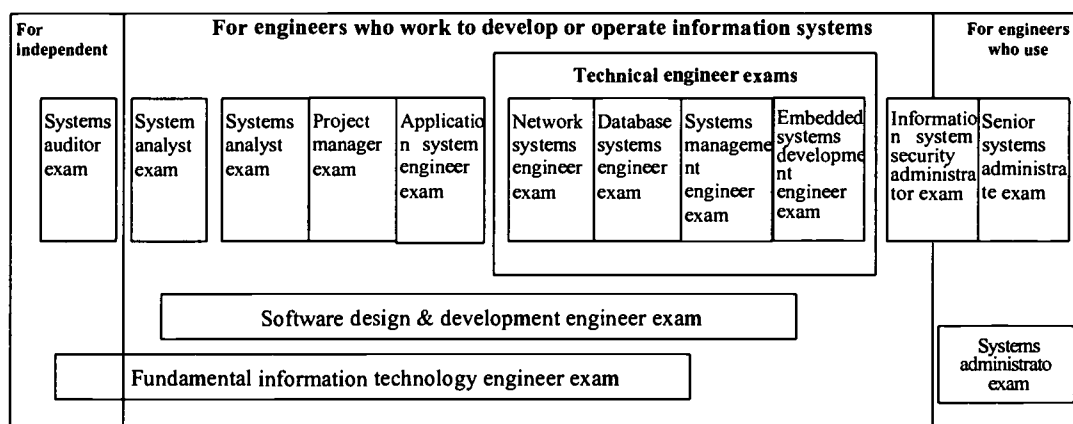 For
independent
For engineers who work to develop or operate information systems
For engineers
who use
Technical engineer exams
Systems
auditor
exam
System
analyst
exam
Systems
analyst
exam
Project
manager
exam
Applicatio
n system
engineer
exam
Network
systems
engineer
exam
Database
systems
engineer
exam
Systems
manageme
nt
engineer
exam
Embedded
systems
developme
nt
engineer
exam
Informatio
n system
security
administra
tor exam
Senior
systems
administra
te exam
Software design & development engineer exam
Systems
administrato
exam
Fundamental information technology engineer exam